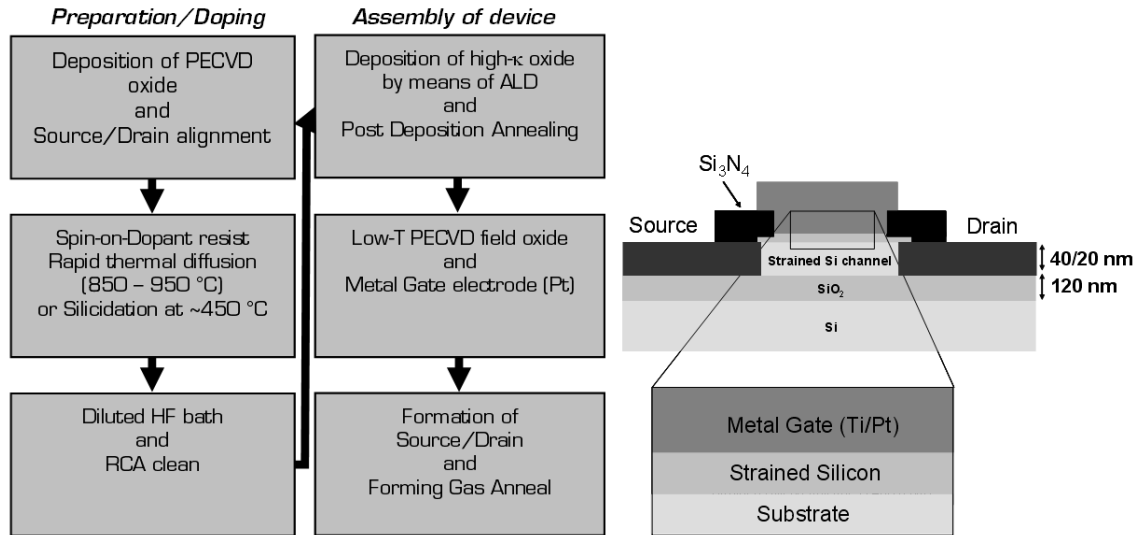 Preparation/Doping
Deposition of PECVD
oxide
and
Source/Drain alignment
Spin-on-Dopant resist
Rapid thermal diffusion
(850 – 950 °C)
or Silicidation at ~450 °C
Diluted HF bath
and
RCA clean
Assembly of device
Deposition of high-κ oxide
by means of ALD
and
Post Deposition Annealing
Low-T PECVD field oxide
and
Metal Gate electrode (Pt)
Formation of
Source/Drain
and
Forming Gas Anneal
Si₃N₄
Source
Drain
Strained Si channel
40/20 nm
SiO₂
120 nm
Si
Metal Gate (Ti/Pt)
Strained Silicon
Substrate